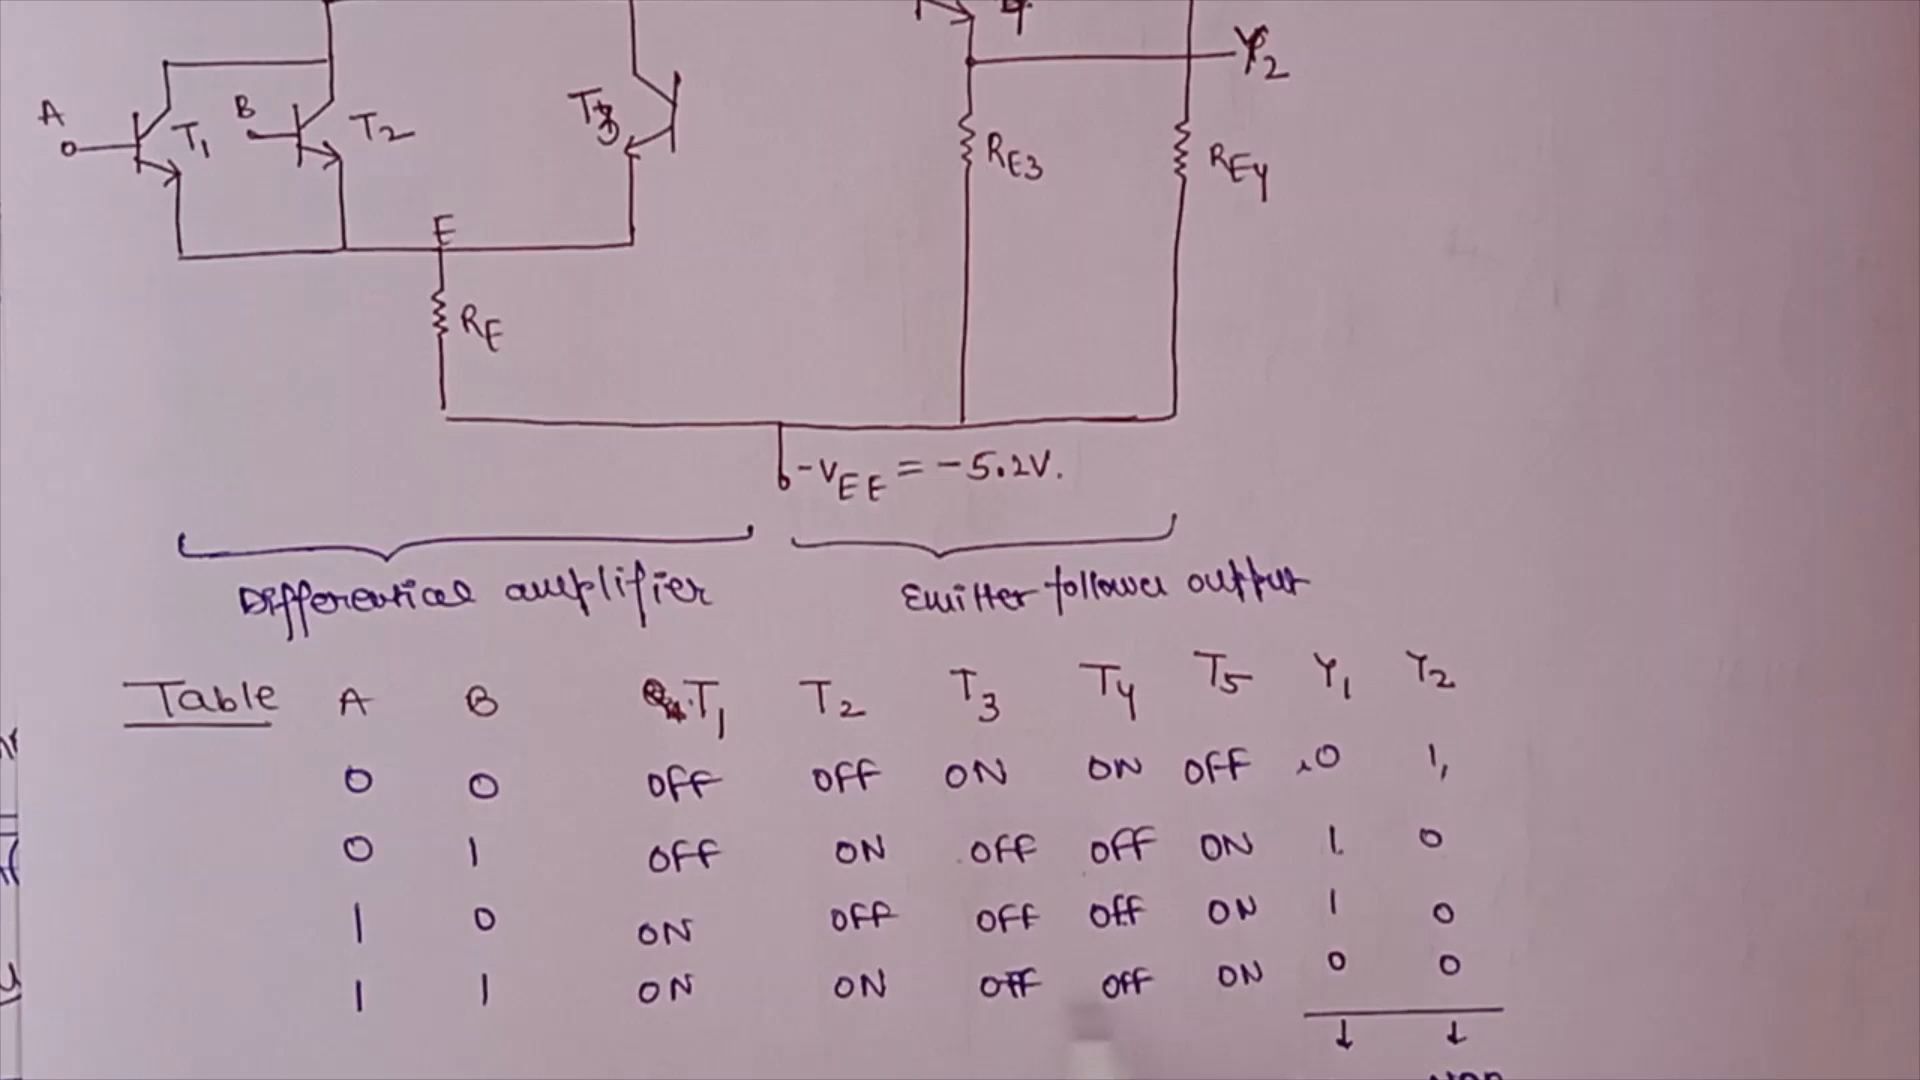 4
Y2
A
B
T1
T2
T3
RE3
RE4
E
RE
-VEE = -5.2V.
Differential amplifier
Emitter follower output
Table A B T1 T2 T3 T4 T5 Y1 Y2
0 0 OFF OFF ON ON OFF 0 1
0 1 OFF ON OFF OFF ON 1 0
1 0 ON OFF OFF OFF ON 1 0
1 1 ON ON OFF OFF ON 0 0